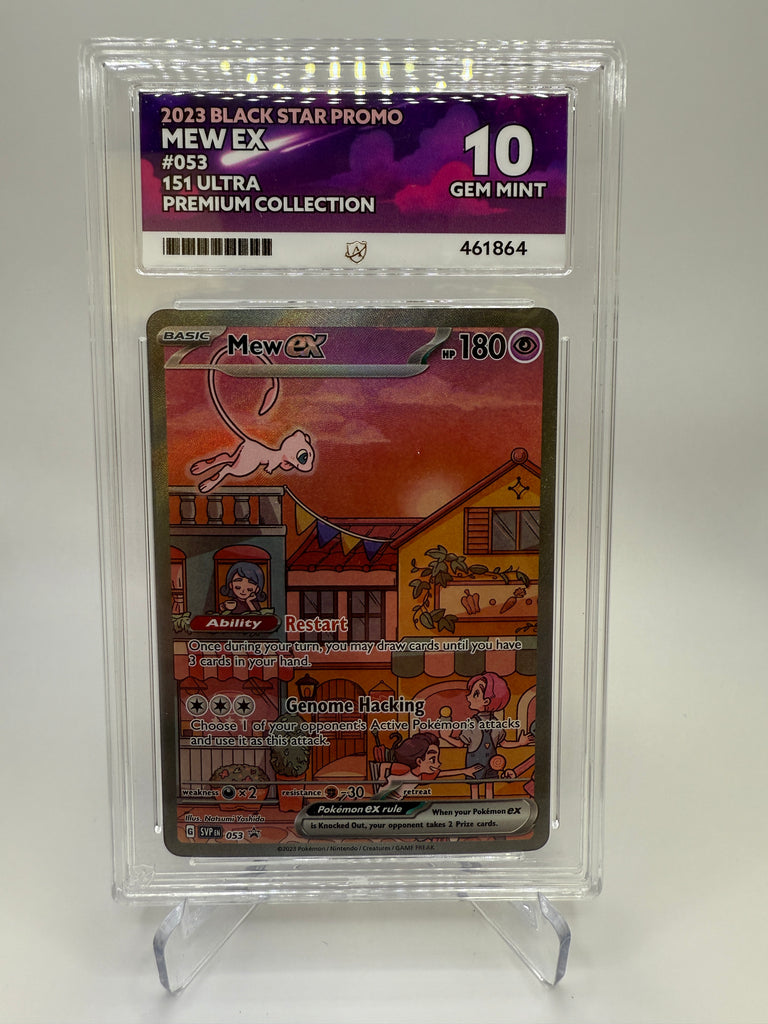 2023 BLACK STAR PROMO
MEW EX
#053
151 ULTRA
PREMIUM COLLECTION
10
GEM MINT
461864
BASIC
Mew ex
HP 180
Ability Restart
Once during your turn, you may draw cards until you have
3 cards in your hand.
Genome Hacking
Choose 1 of your opponent's Active Pokémon's attacks
and use it as this attack.
weakness ×2 resistance -30 retreat
Pokémon ex rule When your Pokémon ex
is Knocked Out, your opponent takes 2 Prize cards.
Illus. Natsumi Yoshida
G SVP EN 053
©2023 Pokémon / Nintendo / Creatures / GAME FREAK